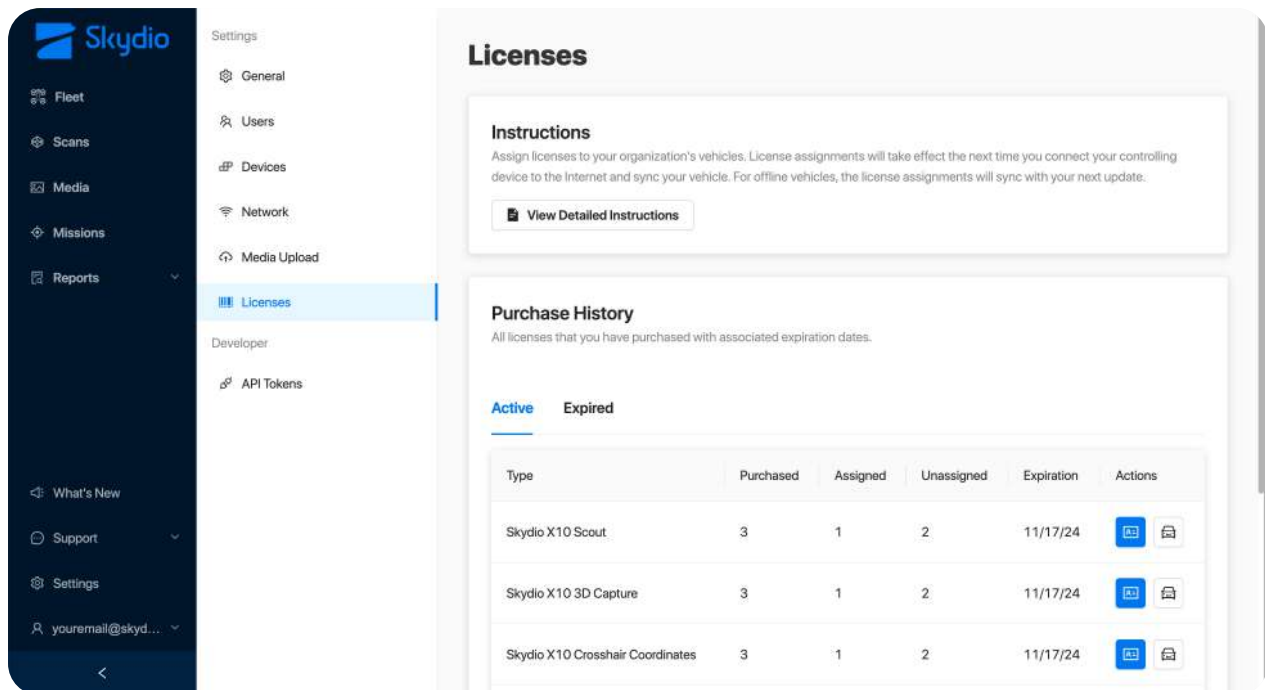 Skydio
Fleet
Scans
Media
Missions
Reports
What's New
Support
Settings
youremail@skyd...
Settings
General
Users
Devices
Network
Media Upload
Licenses
Developer
API Tokens
Licenses
Instructions
Assign licenses to your organization's vehicles. License assignments will take effect the next time you connect your controlling
device to the Internet and sync your vehicle. For offline vehicles, the license assignments will sync with your next update.
View Detailed Instructions
Purchase History
All licenses that you have purchased with associated expiration dates.
Active Expired
Type Purchased Assigned Unassigned Expiration Actions
Skydio X10 Scout 3 1 2 11/17/24
Skydio X10 3D Capture 3 1 2 11/17/24
Skydio X10 Crosshair Coordinates 3 1 2 11/17/24